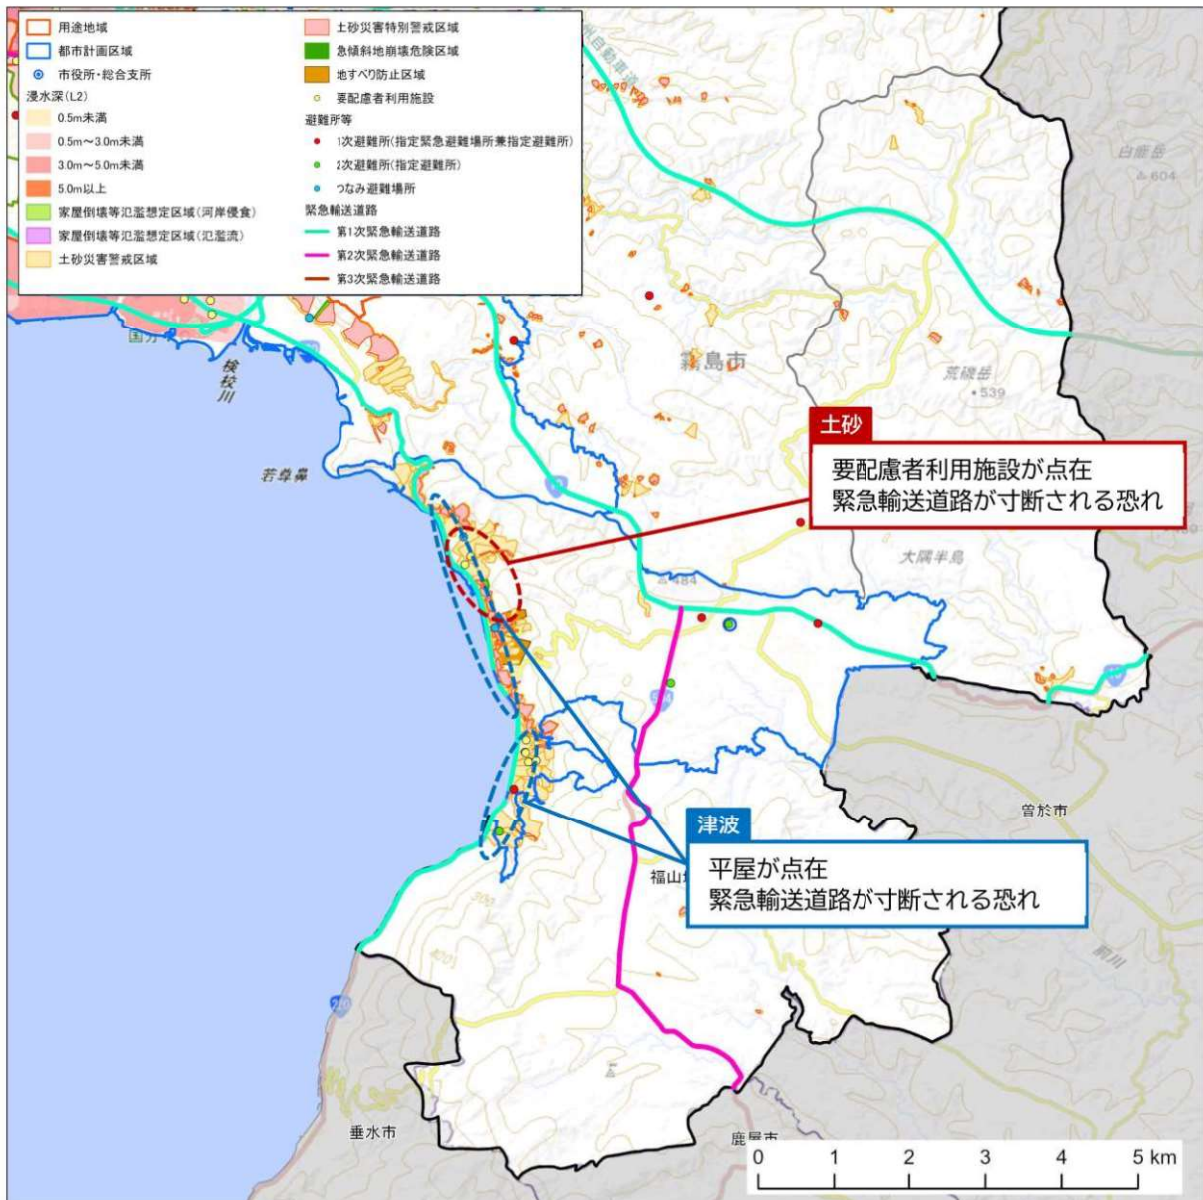 用途地域
都市計画区域
市役所・総合支所
浸水深(L2)
0.5m未満
0.5m～3.0m未満
3.0m～5.0m未満
5.0m以上
家屋倒壊等氾濫想定区域(河岸侵食)
家屋倒壊等氾濫想定区域(氾濫流)
土砂災害警戒区域
土砂災害特別警戒区域
急傾斜地崩壊危険区域
地すべり防止区域
要配慮者利用施設
避難所等
1次避難所(指定緊急避難場所兼指定避難所)
2次避難所(指定避難所)
つなみ避難場所
緊急輸送道路
第1次緊急輸送道路
第2次緊急輸送道路
第3次緊急輸送道路
州自動車道
白鹿岳
604
国分
検校川
霧島市
荒磯岳
539
若尊鼻
土砂
要配慮者利用施設が点在
緊急輸送道路が寸断される恐れ
大隅半島
484
曽於市
津波
平屋が点在
緊急輸送道路が寸断される恐れ
福山
220
垂水市
鹿屋市
0 1 2 3 4 5 km